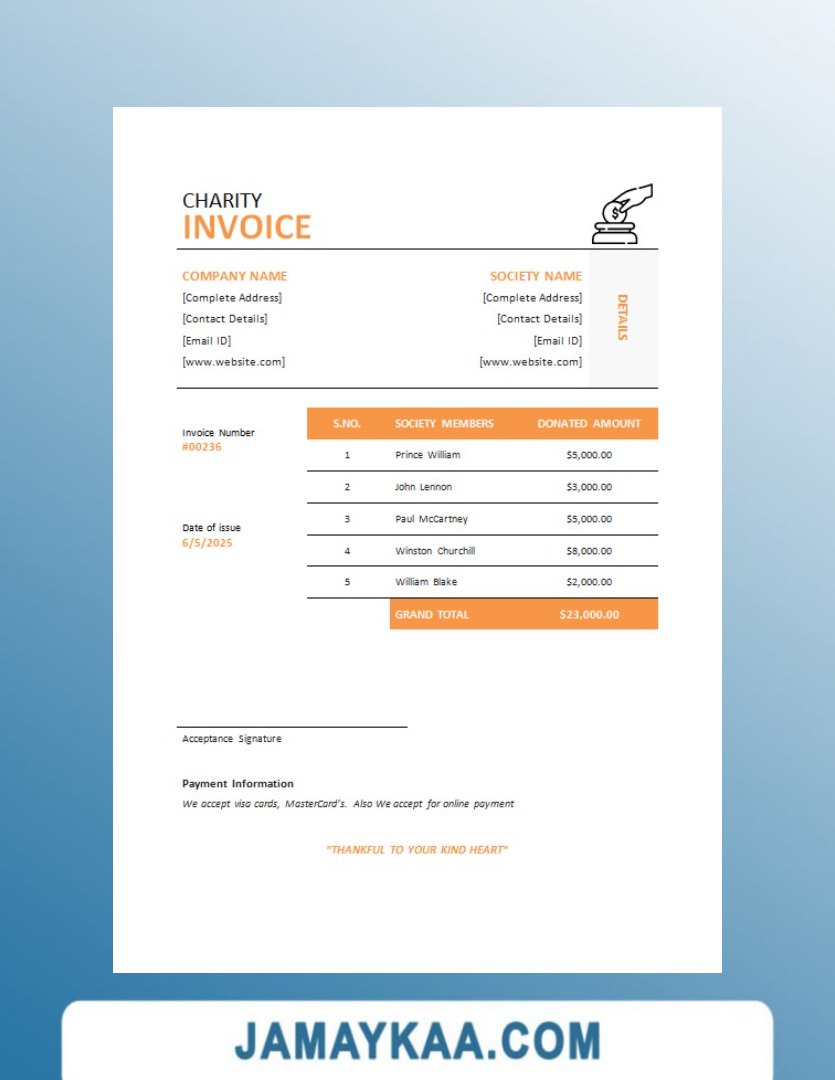 CHARITY
INVOICE
$
COMPANY NAME
[Complete Address]
[Contact Details]
[Email ID]
[www.website.com]
SOCIETY NAME
[Complete Address]
[Contact Details]
[Email ID]
[www.website.com]
DETAILS
Invoice Number
#00236
Date of issue
6/5/2025
S.NO. SOCIETY MEMBERS DONATED AMOUNT
1 Prince William $5,000.00
2 John Lennon $3,000.00
3 Paul McCartney $5,000.00
4 Winston Churchill $8,000.00
5 William Blake $2,000.00
GRAND TOTAL $23,000.00
Acceptance Signature
Payment Information
We accept visa cards, MasterCard's. Also We accept for online payment
"THANKFUL TO YOUR KIND HEART"
JAMAYKAA.COM